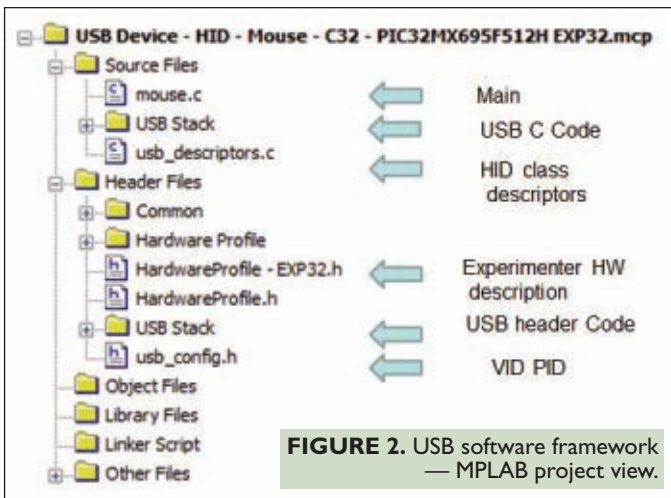 USB Device - HID - Mouse - C32 - PIC32MX695F512H EXP32.mcp
Source Files
mouse.c
Main
USB Stack
USB C Code
usb_descriptors.c
HID class
descriptors
Header Files
Common
Hardware Profile
HardwareProfile - EXP32.h
Experimenter HW
description
HardwareProfile.h
USB Stack
USB header Code
usb_config.h
VID PID
Object Files
Library Files
Linker Script
Other Files
FIGURE 2. USB software framework
— MPLAB project view.